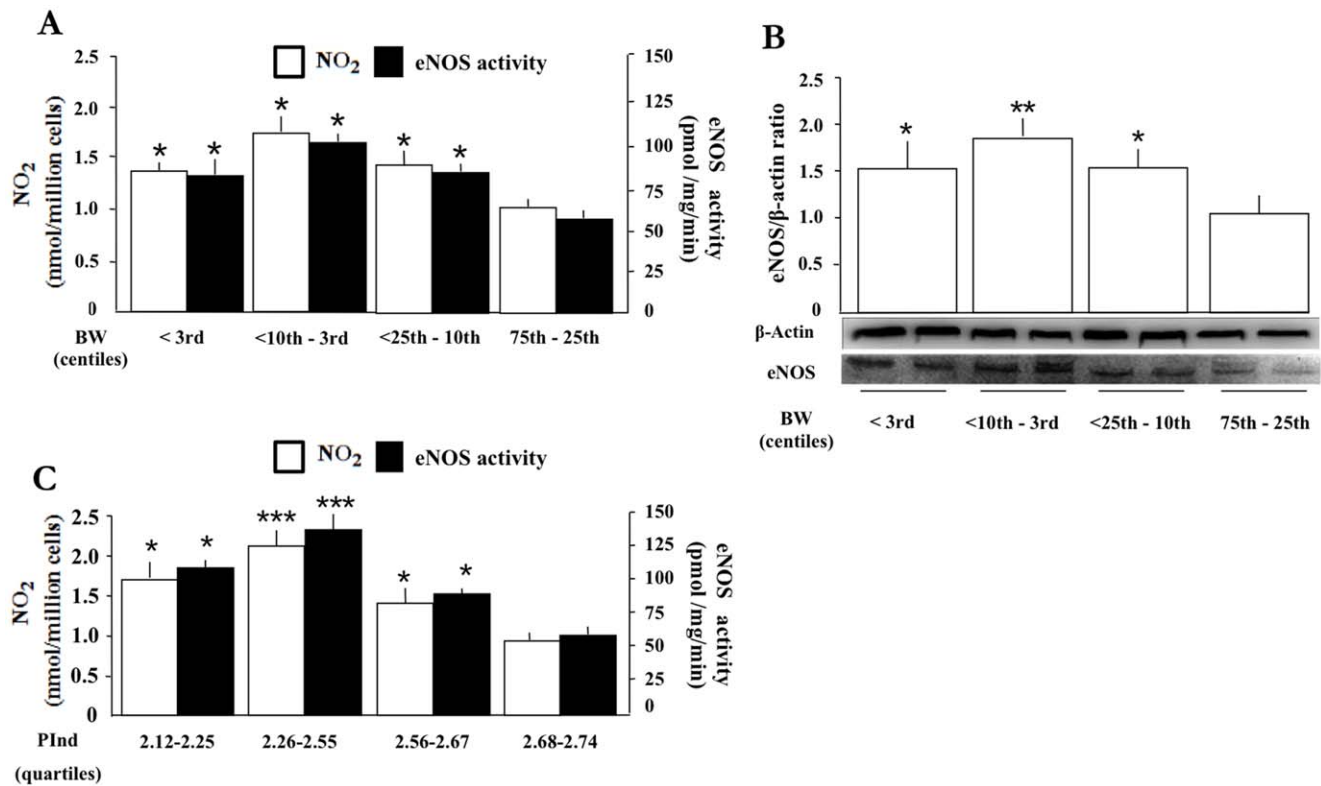 A
NO2 eNOS activity
2.5
2.0
1.5
1.0
0.5
0
NO2
(nmol/million cells)
150
125
100
75
50
25
0
eNOS activity
(pmol /mg/min)
* * * * * *
BW
(centiles)
< 3rd <10th - 3rd <25th - 10th 75th - 25th
B
2.5
2.0
1.5
1.0
0.5
0
eNOS/β-actin ratio
* ** *
β-Actin
eNOS
BW
(centiles)
< 3rd <10th - 3rd <25th - 10th 75th - 25th
C
NO2 eNOS activity
2.5
2.0
1.5
1.0
0.5
0
NO2
(nmol/million cells)
150
125
100
75
50
25
0
eNOS activity
(pmol /mg/min)
* * *** *** * *
PInd
(quartiles)
2.12-2.25 2.26-2.55 2.56-2.67 2.68-2.74